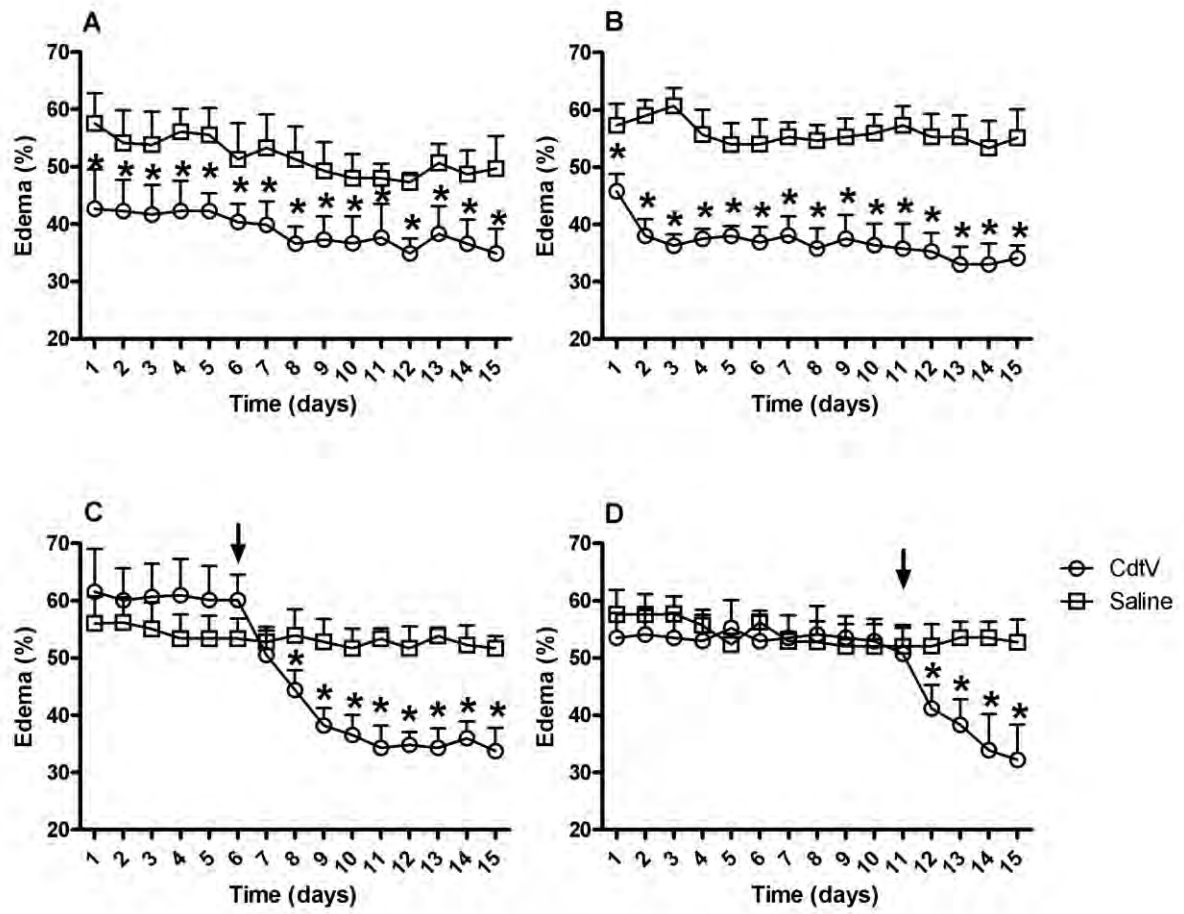 A
70
60
50
40
30
20
Edema (%)
* * * * * * * * * * * * * * *
1 2 3 4 5 6 7 8 9 10 11 12 13 14 15
Time (days)
B
70
60
50
40
30
20
Edema (%)
* * * * * * * * * * * * * * *
1 2 3 4 5 6 7 8 9 10 11 12 13 14 15
Time (days)
C
70
60
50
40
30
20
Edema (%)
* * * * * * * *
1 2 3 4 5 6 7 8 9 10 11 12 13 14 15
Time (days)
D
70
60
50
40
30
20
Edema (%)
* * * *
1 2 3 4 5 6 7 8 9 10 11 12 13 14 15
Time (days)
CdtV
Saline